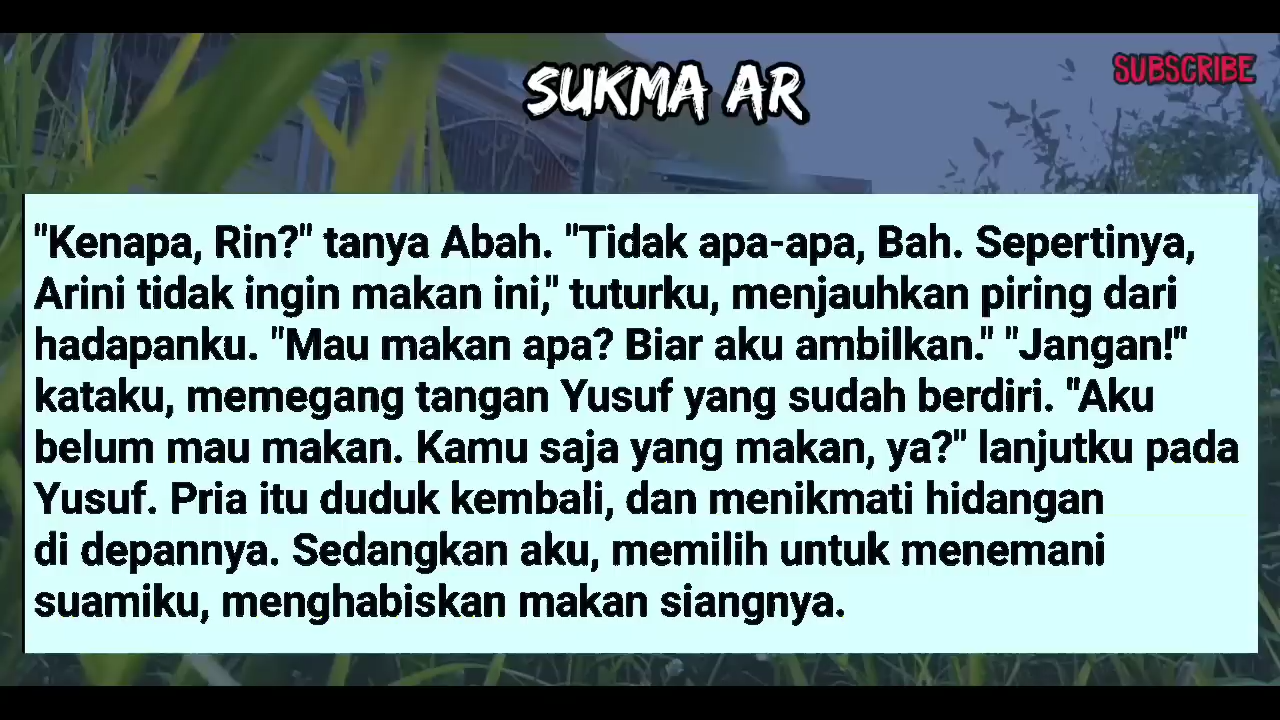 SUKMA AR
SUBSCRIBE
"Kenapa, Rin?" tanya Abah. "Tidak apa-apa, Bah. Sepertinya,
Arini tidak ingin makan ini," tuturku, menjauhkan piring dari
hadapanku. "Mau makan apa? Biar aku ambilkan." "Jangan!"
kataku, memegang tangan Yusuf yang sudah berdiri. "Aku
belum mau makan. Kamu saja yang makan, ya?" lanjutku pada
Yusuf. Pria itu duduk kembali, dan menikmati hidangan
di depannya. Sedangkan aku, memilih untuk menemani
suamiku, menghabiskan makan siangnya.